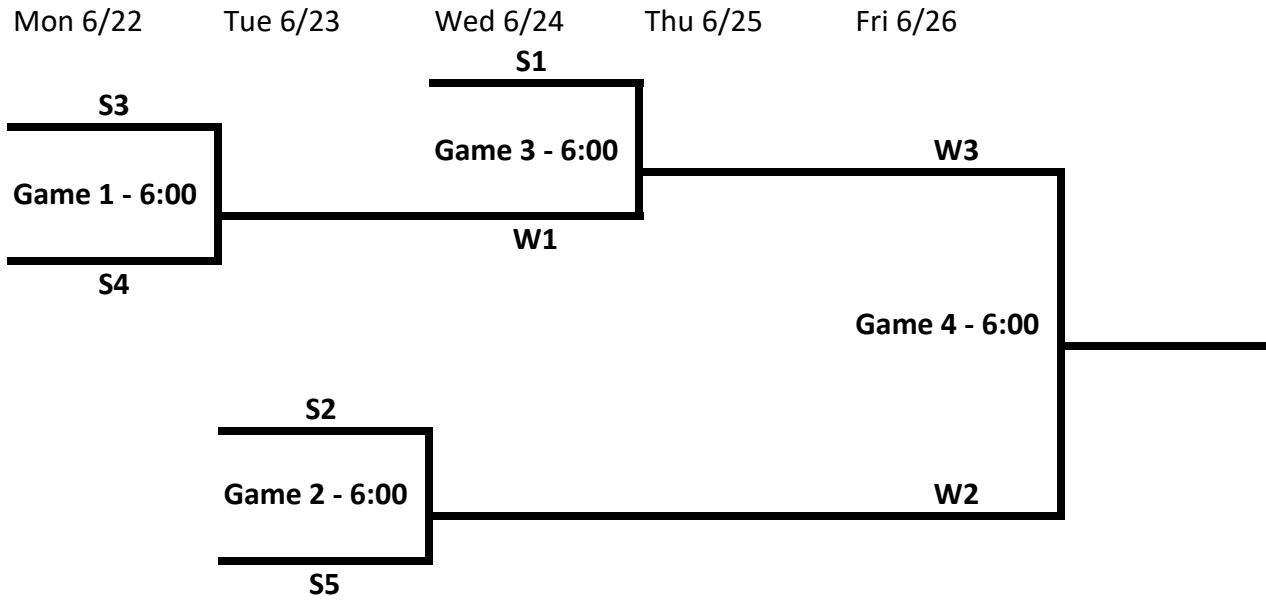 Mon 6/22 Tue 6/23 Wed 6/24 Thu 6/25 Fri 6/26
S1
S3
Game 3 - 6:00 W3
Game 1 - 6:00
W1
S4
Game 4 - 6:00
S2
Game 2 - 6:00 W2
S5